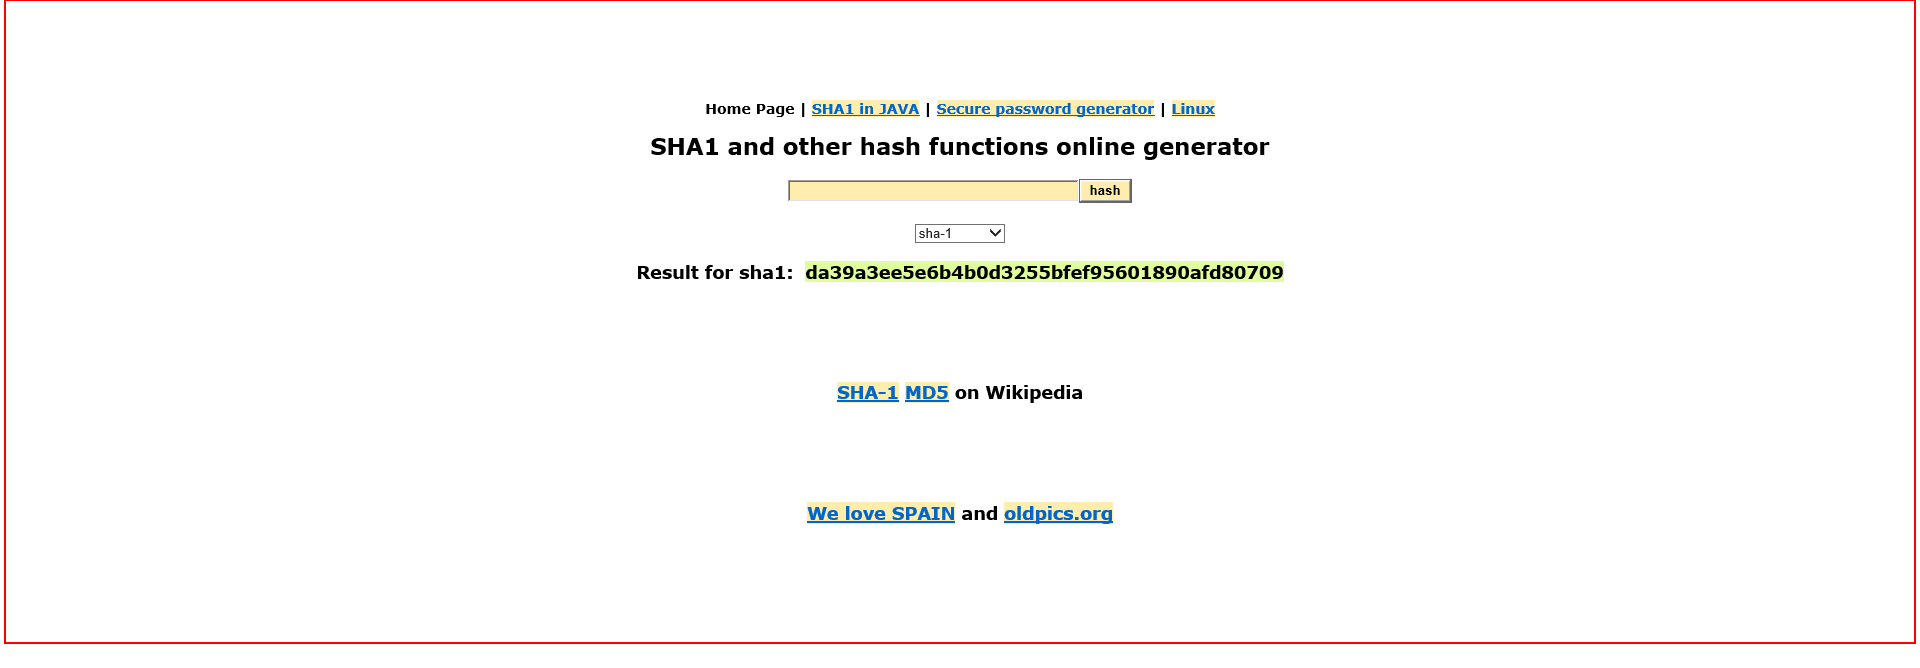 Home Page | SHA1 in JAVA | Secure password generator | Linux
SHA1 and other hash functions online generator
hash
sha-1
Result for sha1: da39a3ee5e6b4b0d3255bfef95601890afd80709
SHA-1 MD5 on Wikipedia
We love SPAIN and oldpics.org